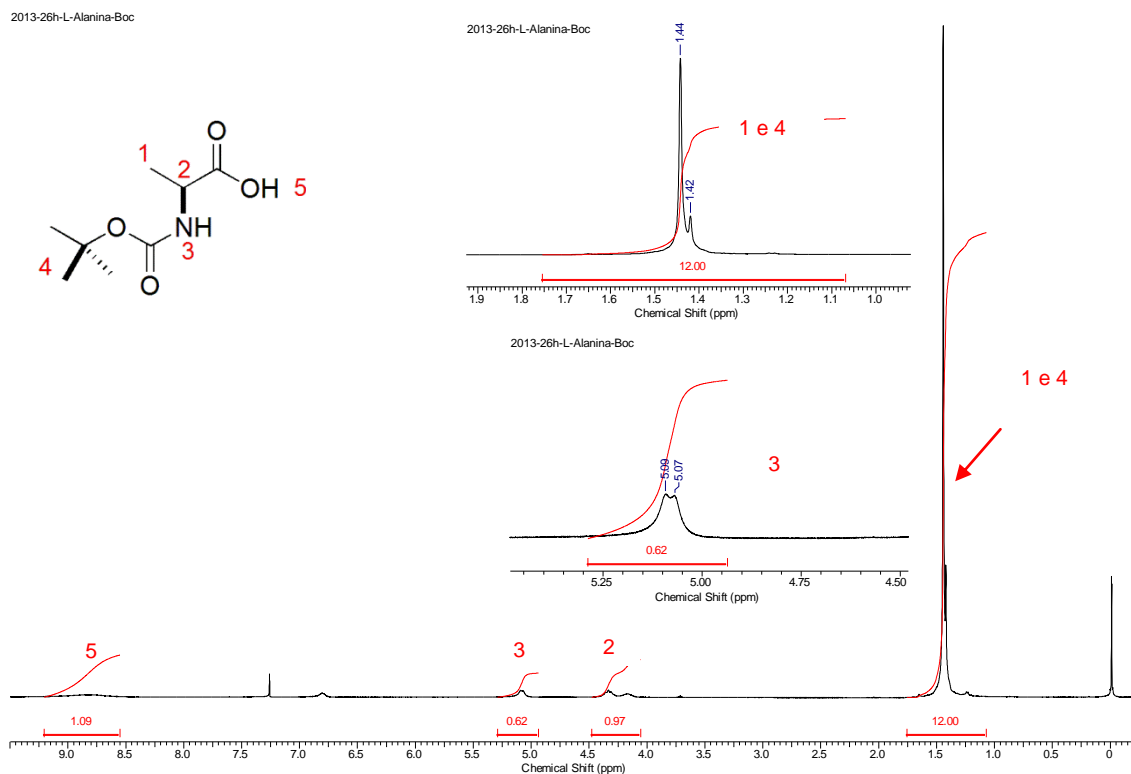 2013-26h-L-Alanina-Boc
O
1
2
OH 5
O
NH
3
4
O
2013-26h-L-Alanina-Boc
1.44
1.42
1 e 4
12.00
1.9 1.8 1.7 1.6 1.5 1.4 1.3 1.2 1.1 1.0
Chemical Shift (ppm)
2013-26h-L-Alanina-Boc
5.09
5.07
3
0.62
5.25 5.00 4.75 4.50
Chemical Shift (ppm)
1 e 4
5
3
2
1.09 0.62 0.97 12.00
9.0 8.5 8.0 7.5 7.0 6.5 6.0 5.5 5.0 4.5 4.0 3.5 3.0 2.5 2.0 1.5 1.0 0.5 0
Chemical Shift (ppm)